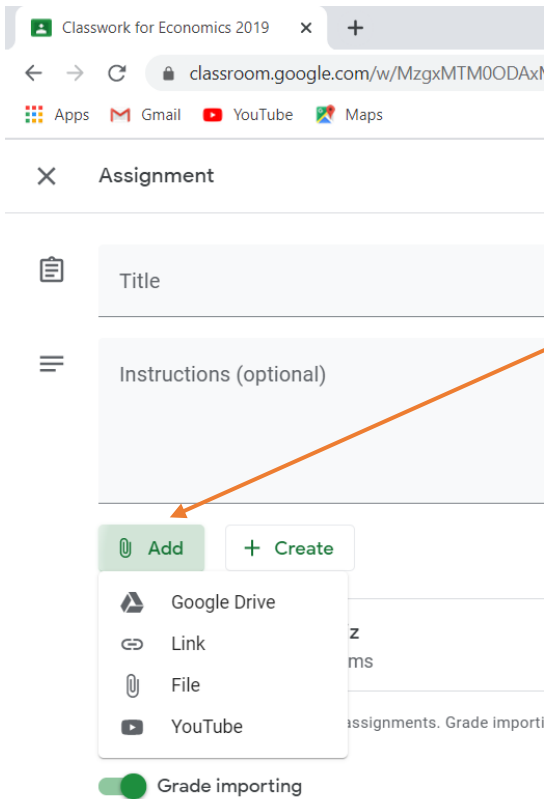 Classwork for Economics 2019
classroom.google.com/w/MzgxMTM0ODAxM
Apps Gmail YouTube Maps
Assignment
Title
Instructions (optional)
Add + Create
Google Drive
Link
File
YouTube
z
ms
assignments. Grade importi
Grade importing